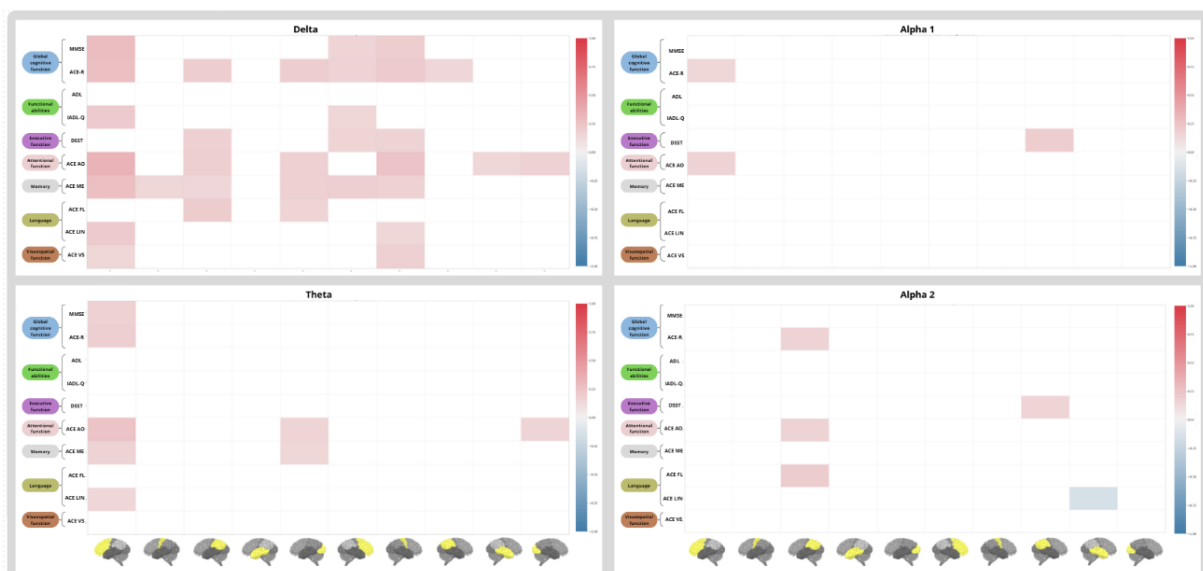 Delta
Global
cognitive
function
MMSE
ACE-R
Functional
abilities
ADL
IADL-Q
Executive
function
DSST
Attentional
function
ACE AO
Memory
ACE ME
Language
ACE FL
ACE LIN
Visuospatial
function
ACE VS
Alpha 1
Global
cognitive
function
MMSE
ACE-R
Functional
abilities
ADL
IADL-Q
Executive
function
DSST
Attentional
function
ACE AO
Memory
ACE ME
Language
ACE FL
ACE LIN
Visuospatial
function
ACE VS
Theta
Global
cognitive
function
MMSE
ACE-R
Functional
abilities
ADL
IADL-Q
Executive
function
DSST
Attentional
function
ACE AO
Memory
ACE ME
Language
ACE FL
ACE LIN
Visuospatial
function
ACE VS
Alpha 2
Global
cognitive
function
MMSE
ACE-R
Functional
abilities
ADL
IADL-Q
Executive
function
DSST
Attentional
function
ACE AO
Memory
ACE ME
Language
ACE FL
ACE LIN
Visuospatial
function
ACE VS